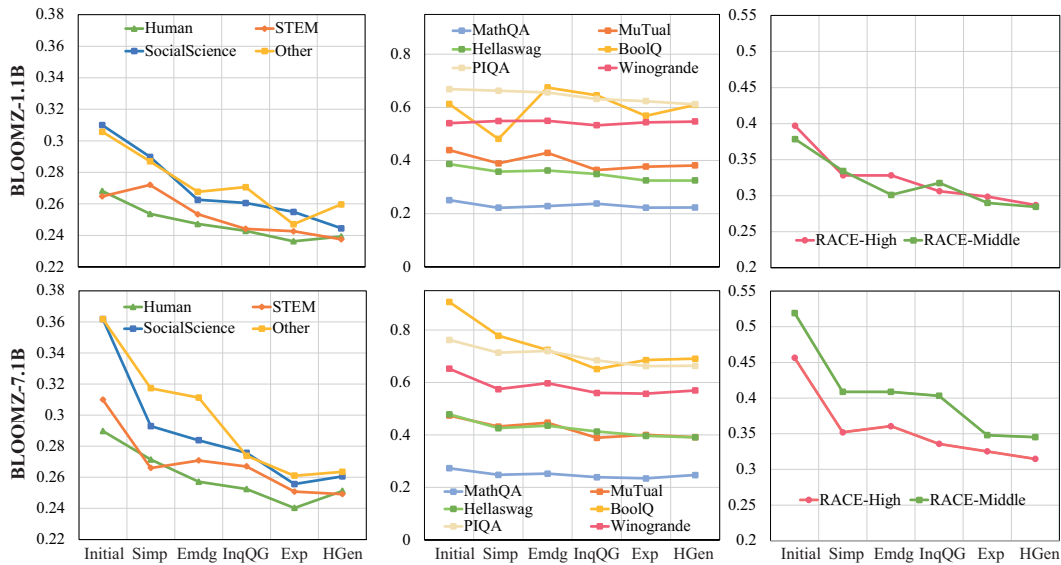 BLOOMZ-1.1B
0.38
0.36
0.34
0.32
0.3
0.28
0.26
0.24
0.22
Human
STEM
SocialScience
Other
0.8
0.6
0.4
0.2
0
MathQA
MuTual
Hellaswag
BoolQ
PIQA
Winogrande
0.55
0.5
0.45
0.4
0.35
0.3
0.25
0.2
RACE-High
RACE-Middle
BLOOMZ-7.1B
0.38
0.36
0.34
0.32
0.3
0.28
0.26
0.24
0.22
Human
STEM
SocialScience
Other
Initial Simp Emdg InqQG Exp HGen
0.8
0.6
0.4
0.2
0
MathQA
MuTual
Hellaswag
BoolQ
PIQA
Winogrande
Initial Simp Emdg InqQG Exp HGen
0.55
0.5
0.45
0.4
0.35
0.3
0.25
0.2
RACE-High
RACE-Middle
Initial Simp Emdg InqQG Exp HGen